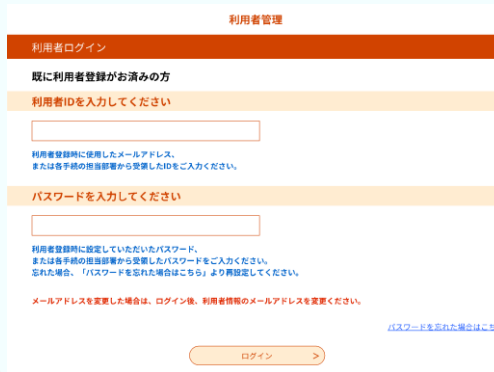 利用者管理
利用者ログイン
既に利用者登録がお済みの方
利用者IDを入力してください
利用者登録時に使用したメールアドレス、
または各手続の担当部署から受領したIDをご入力ください。
パスワードを入力してください
利用者登録時に設定していただいたパスワード、
または各手続の担当部署から受領したパスワードをご入力ください。
忘れた場合、「パスワードを忘れた場合はこちら」より再設定してください。
メールアドレスを変更した場合は、ログイン後、利用者情報のメールアドレスを変更ください。
パスワードを忘れた場合はこち
ログイン >